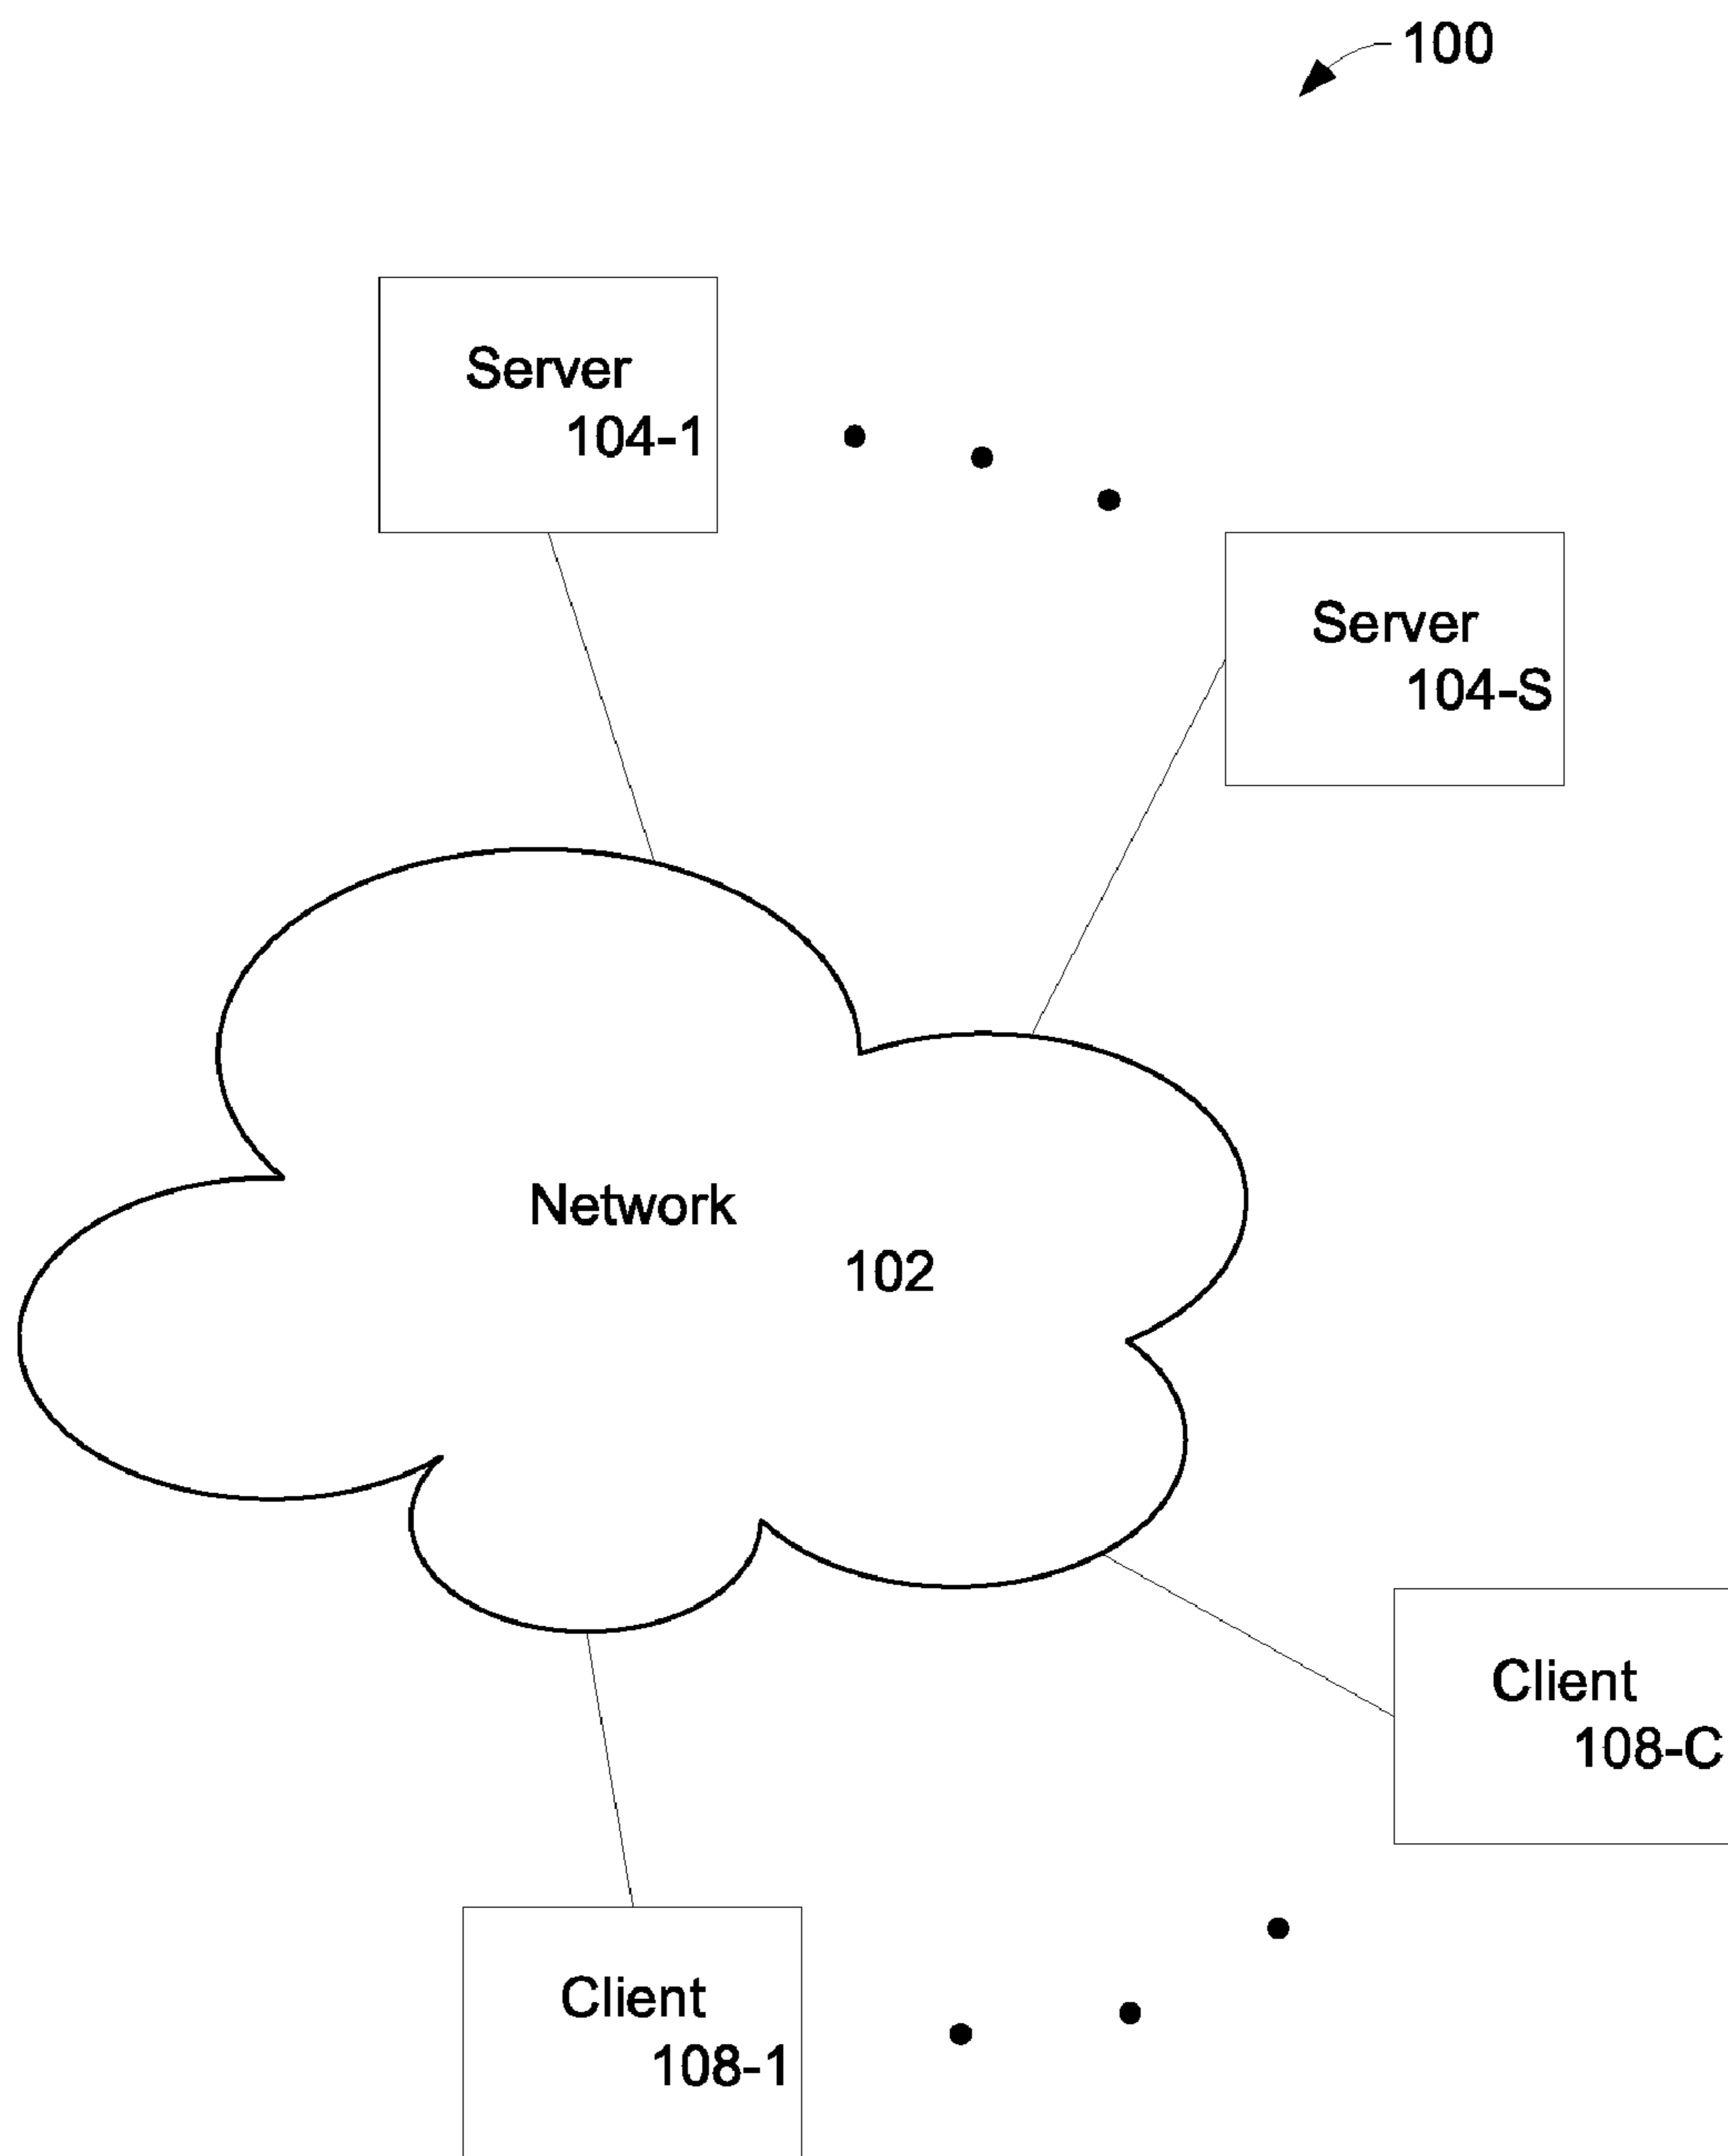 100
Server
104-1
Server
104-S
Network
102
Client
108-C
Client
108-1